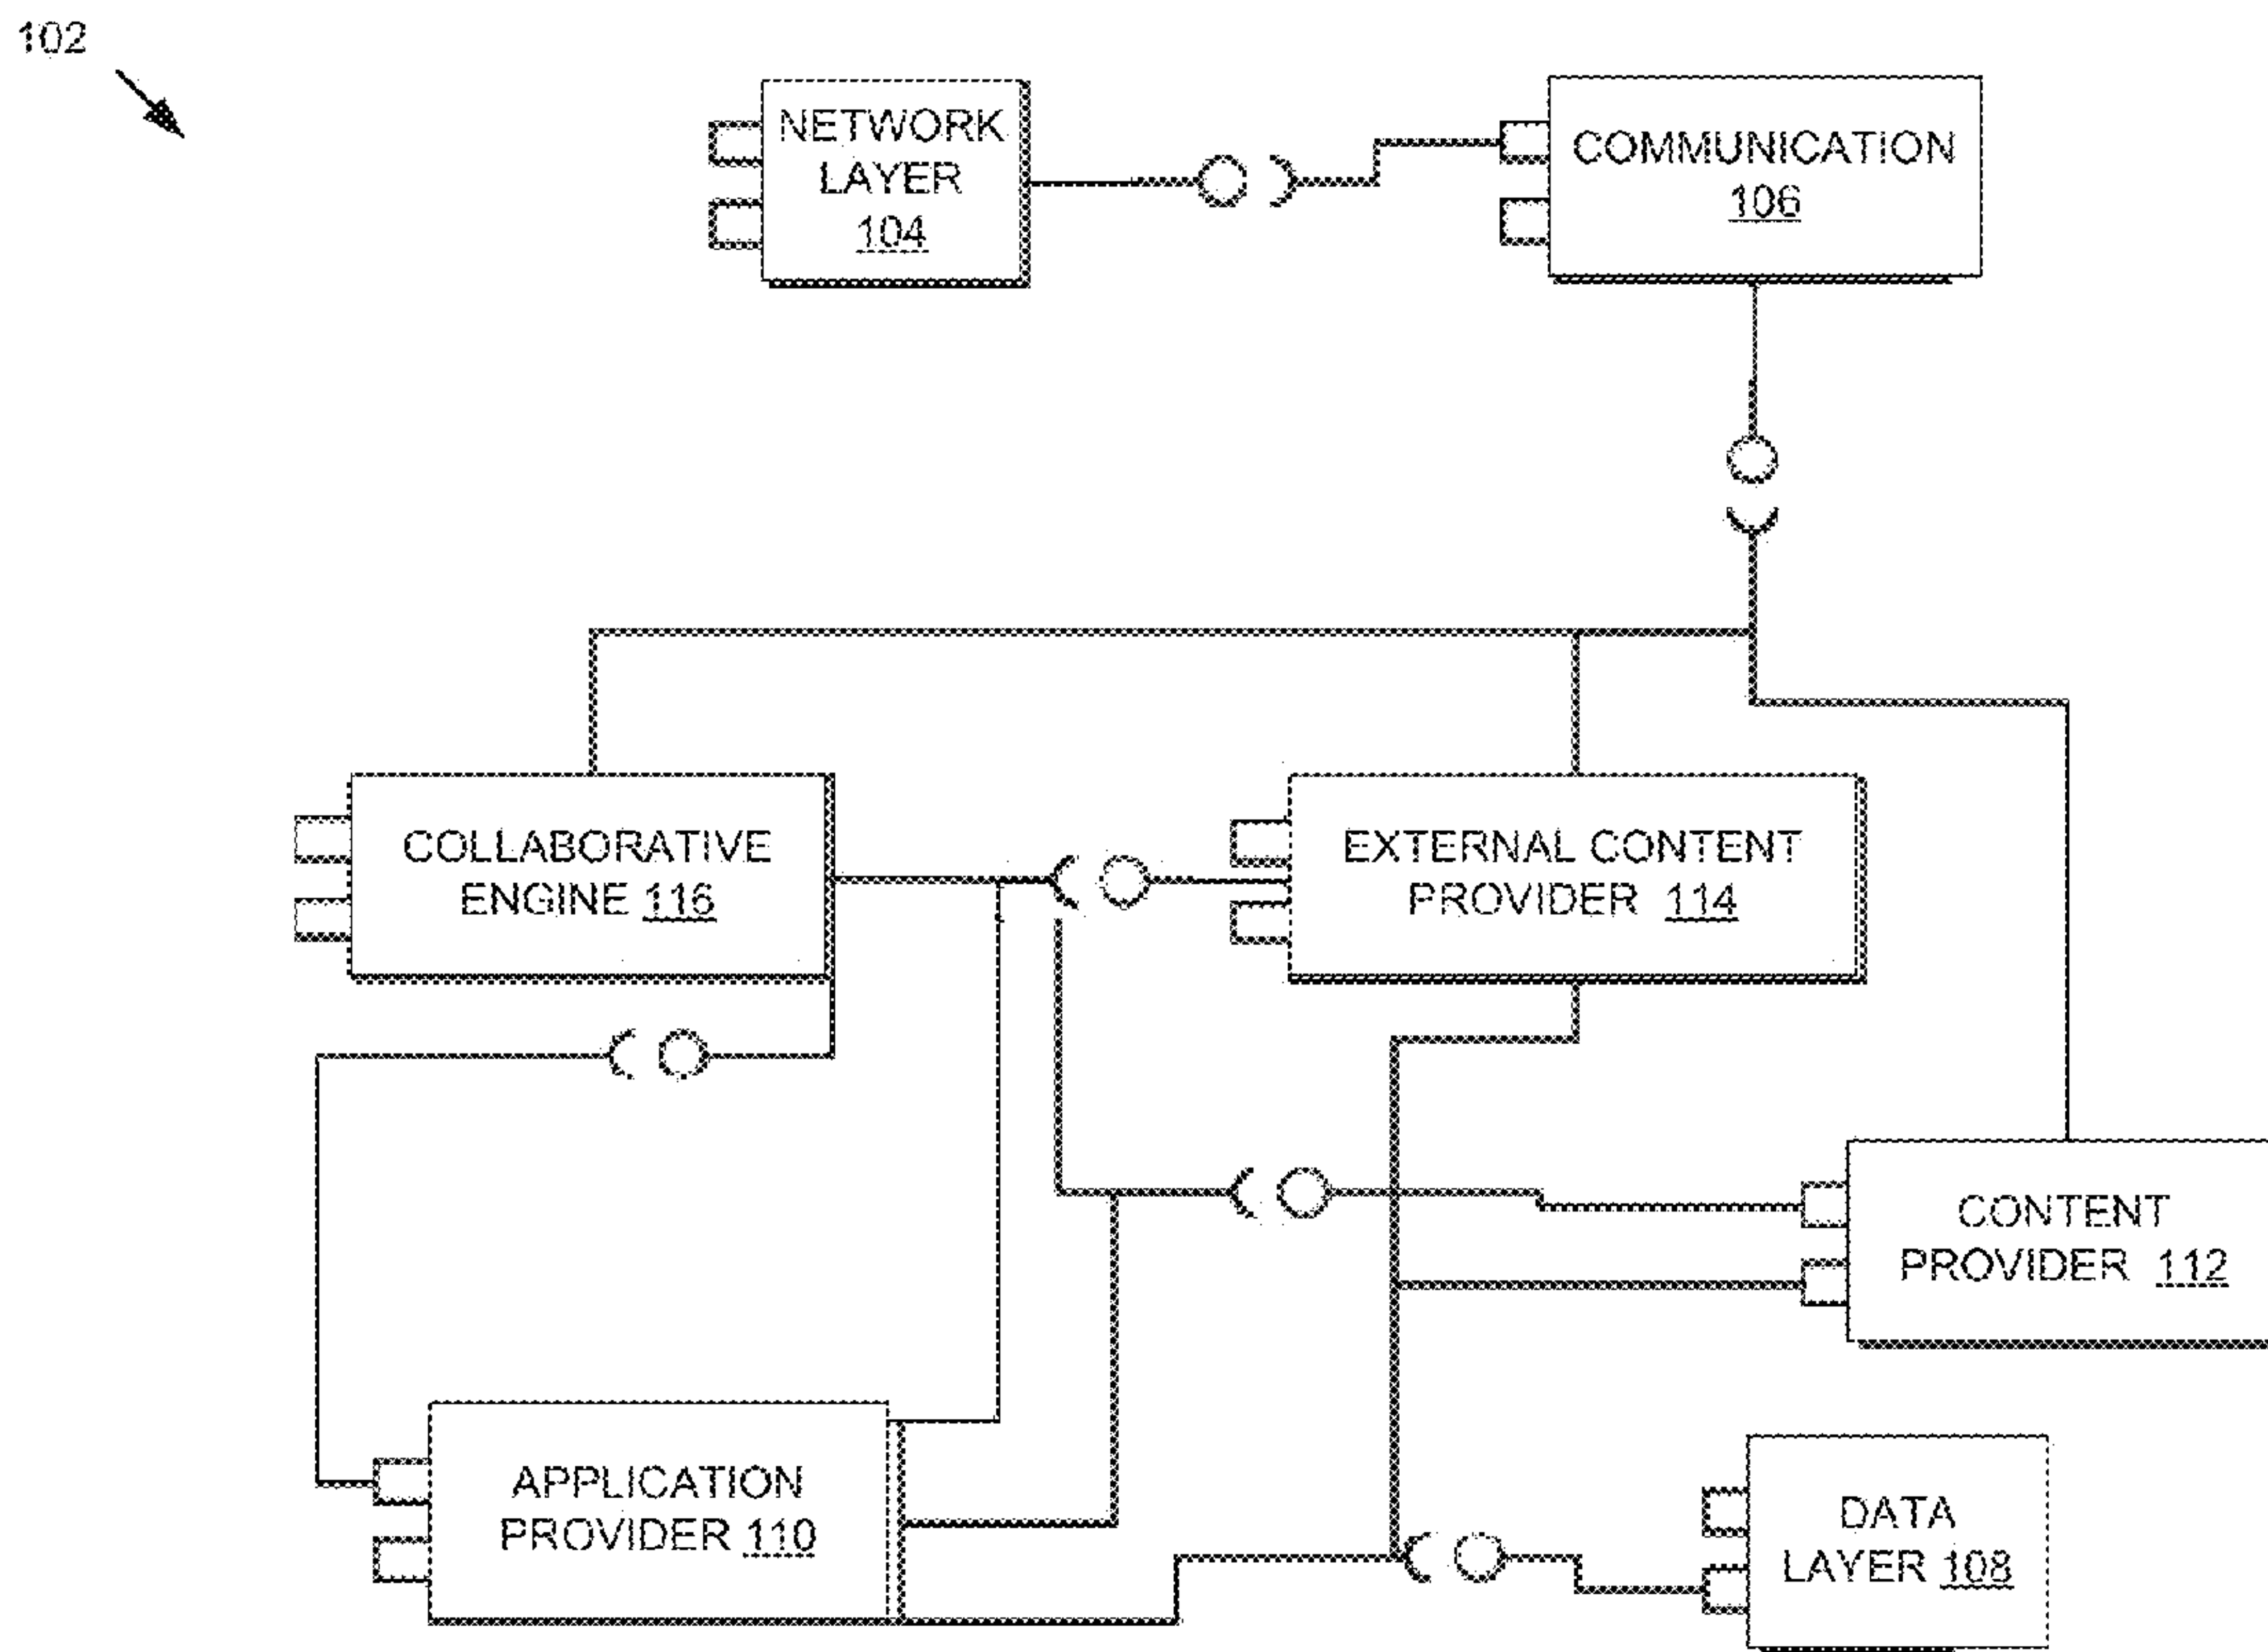 102
NETWORK
LAYER
104
COMMUNICATION
106
COLLABORATIVE
ENGINE 116
EXTERNAL CONTENT
PROVIDER 114
CONTENT
PROVIDER 112
APPLICATION
PROVIDER 110
DATA
LAYER 108